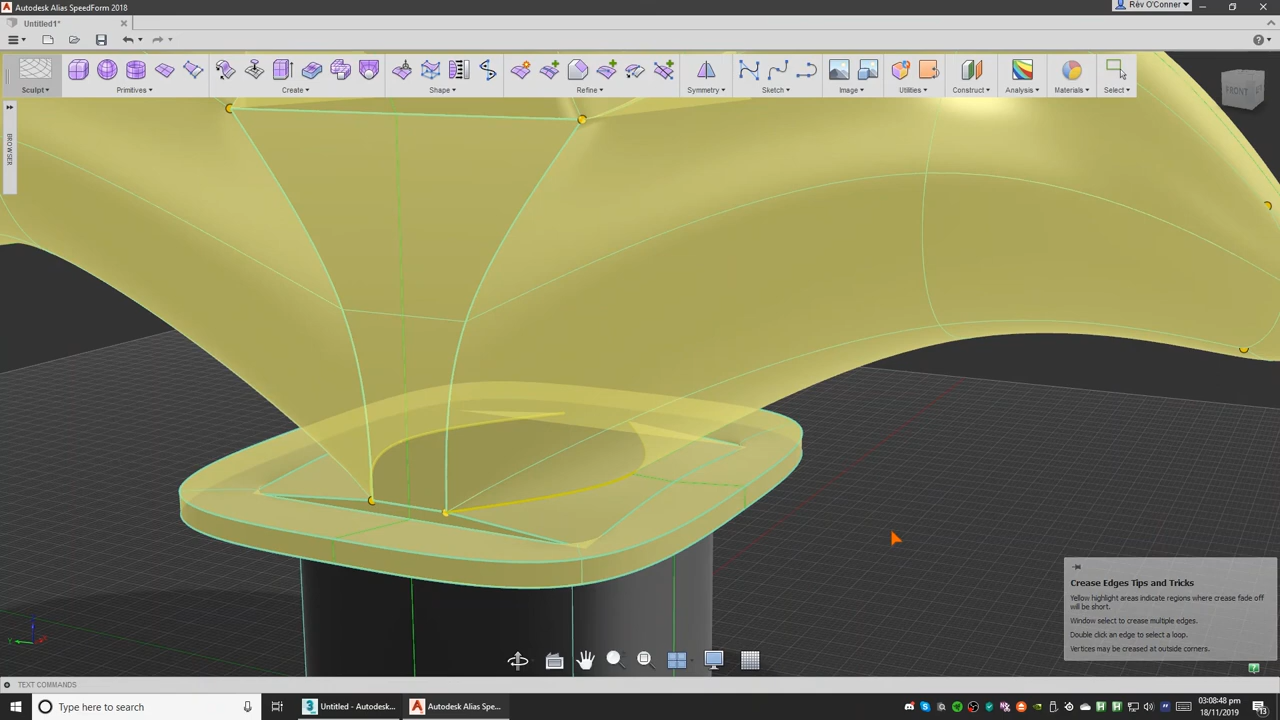 Autodesk Alias SpeedForm 2018
Rév O'Conner
Untitled1*
Sculpt
Primitives
Create
Shape
Refine
Symmetry
Sketch
Image
Utilities
Construct
Analysis
Materials
Select
BROWSER
FRONT
Crease Edges Tips and Tricks
Yellow highlight areas indicate regions where crease fade off
will be short.
Window select to crease multiple edges.
Double click an edge to select a loop.
Vertices may be creased at outside corners.
TEXT COMMANDS
Type here to search
Untitled - Autodesk...
Autodesk Alias Spe...
03:08:48 pm
18/11/2019
13